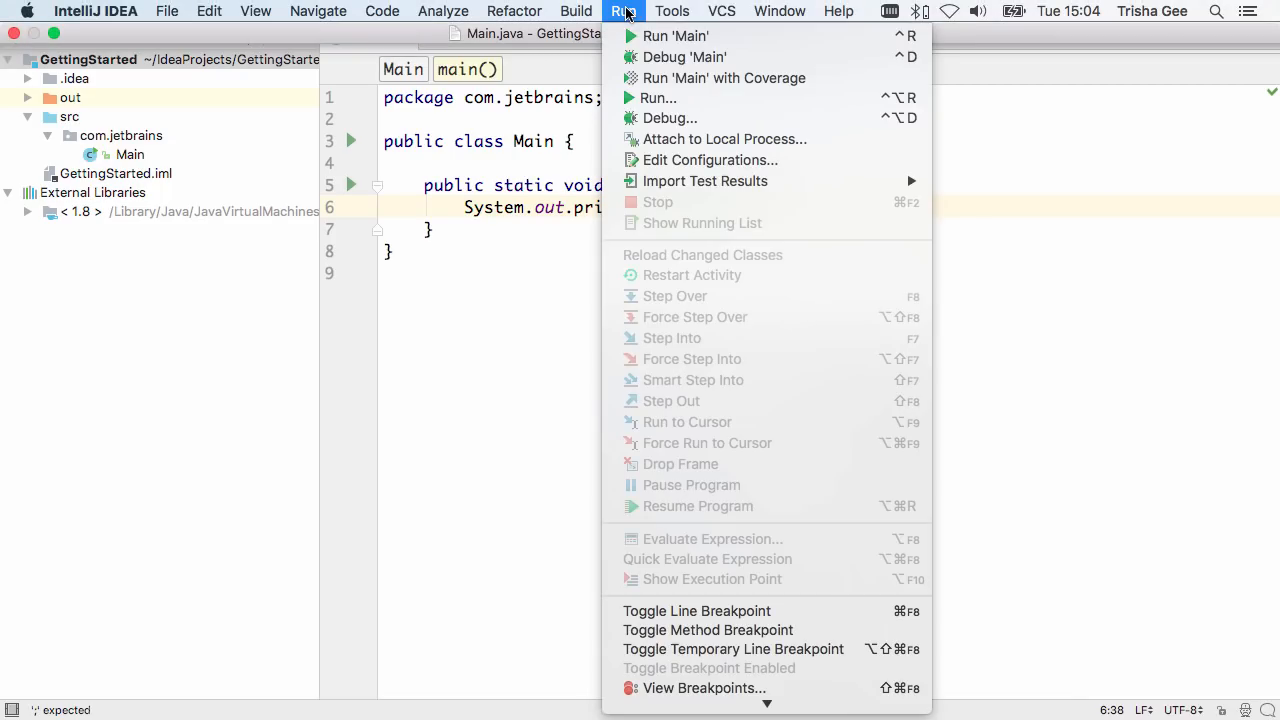 IntelliJ IDEA File Edit View Navigate Code Analyze Refactor Build Run Tools VCS Window Help Tue 15:04 Trisha Gee
Main.java - GettingSta
GettingStarted ~/IdeaProjects/GettingStarte
.idea
out
src
com.jetbrains
Main
GettingStarted.iml
External Libraries
< 1.8 > /Library/Java/JavaVirtualMachines
Main main()
1 package com.jetbrains;
2
3 public class Main {
4
5 public static void
6 System.out.pri
7 }
8 }
9
Run 'Main' ⌃R
Debug 'Main' ⌃D
Run 'Main' with Coverage
Run... ⌃⌥R
Debug... ⌃⌥D
Attach to Local Process...
Edit Configurations...
Import Test Results
Stop ⌘F2
Show Running List
Reload Changed Classes
Restart Activity
Step Over F8
Force Step Over ⌥⇧F8
Step Into F7
Force Step Into ⌥⇧F7
Smart Step Into ⇧F7
Step Out ⇧F8
Run to Cursor ⌥F9
Force Run to Cursor ⌥⌘F9
Drop Frame
Pause Program
Resume Program ⌥⌘R
Evaluate Expression... ⌥F8
Quick Evaluate Expression ⌥⌘F8
Show Execution Point ⌥F10
Toggle Line Breakpoint ⌘F8
Toggle Method Breakpoint
Toggle Temporary Line Breakpoint ⌥⇧⌘F8
Toggle Breakpoint Enabled
View Breakpoints... ⇧⌘F8
';' expected 6:38 LF÷ UTF-8÷